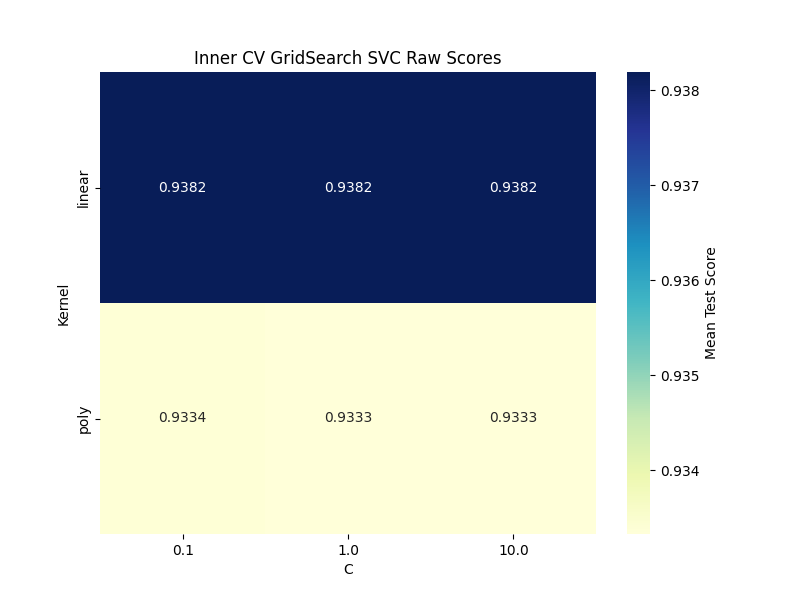 Inner CV GridSearch SVC Raw Scores
Kernel
linear
0.9382 0.9382 0.9382
poly
0.9334 0.9333 0.9333
0.1 1.0 10.0
C
0.938
0.937
0.936
0.935
0.934
Mean Test Score